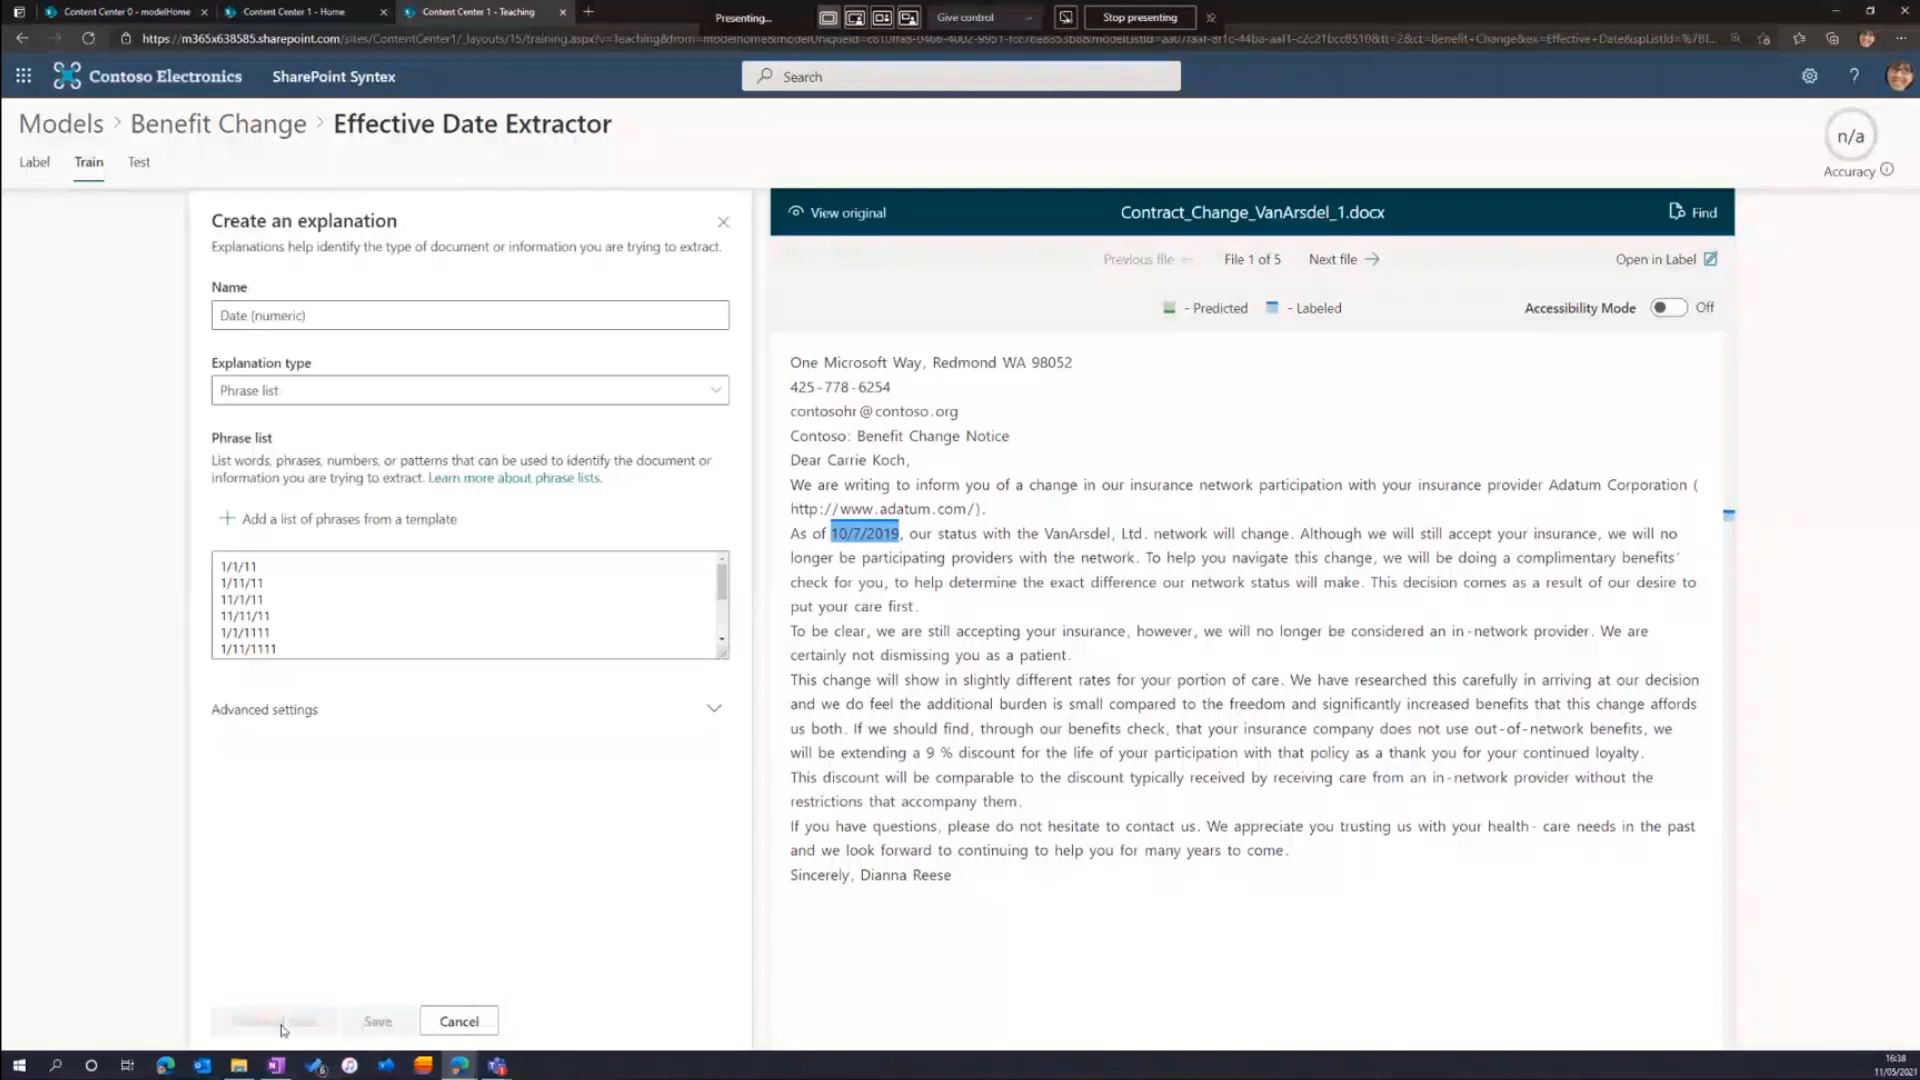 Content Center 0 - modelHome
Content Center 1 - Home
Content Center 1 - Teaching
Presenting...
Give control
Stop presenting
Contoso Electronics
SharePoint Syntex
Search
Models > Benefit Change > Effective Date Extractor
n/a
Accuracy
Label
Train
Test
Create an explanation
Explanations help identify the type of document or information you are trying to extract.
Name
Date (numeric)
Explanation type
Phrase list
Phrase list
List words, phrases, numbers, or patterns that can be used to identify the document or
information you are trying to extract. Learn more about phrase lists.
Add a list of phrases from a template
1/1/11
1/11/11
11/1/11
11/11/11
1/1/1111
1/11/1111
Advanced settings
Save
Cancel
View original
Contract_Change_VanArsdel_1.docx
Find
Previous file
File 1 of 5
Next file
Open in Label
- Predicted
- Labeled
Accessibility Mode
Off
One Microsoft Way, Redmond WA 98052
425-778-6254
contosohr@contoso.org
Contoso: Benefit Change Notice
Dear Carrie Koch,
We are writing to inform you of a change in our insurance network participation with your insurance provider Adatum Corporation (
http://www.adatum.com/).
As of 10/7/2019, our status with the VanArsdel, Ltd. network will change. Although we will still accept your insurance, we will no
longer be participating providers with the network. To help you navigate this change, we will be doing a complimentary benefits'
check for you, to help determine the exact difference our network status will make. This decision comes as a result of our desire to
put your care first.
To be clear, we are still accepting your insurance, however, we will no longer be considered an in-network provider. We are
certainly not dismissing you as a patient.
This change will show in slightly different rates for your portion of care. We have researched this carefully in arriving at our decision
and we do feel the additional burden is small compared to the freedom and significantly increased benefits that this change affords
us both. If we should find, through our benefits check, that your insurance company does not use out-of-network benefits, we
will be extending a 9 % discount for the life of your participation with that policy as a thank you for your continued loyalty.
This discount will be comparable to the discount typically received by receiving care from an in-network provider without the
restrictions that accompany them.
If you have questions, please do not hesitate to contact us. We appreciate you trusting us with your health- care needs in the past
and we look forward to continuing to help you for many years to come.
Sincerely, Dianna Reese
16:38
11/05/2021